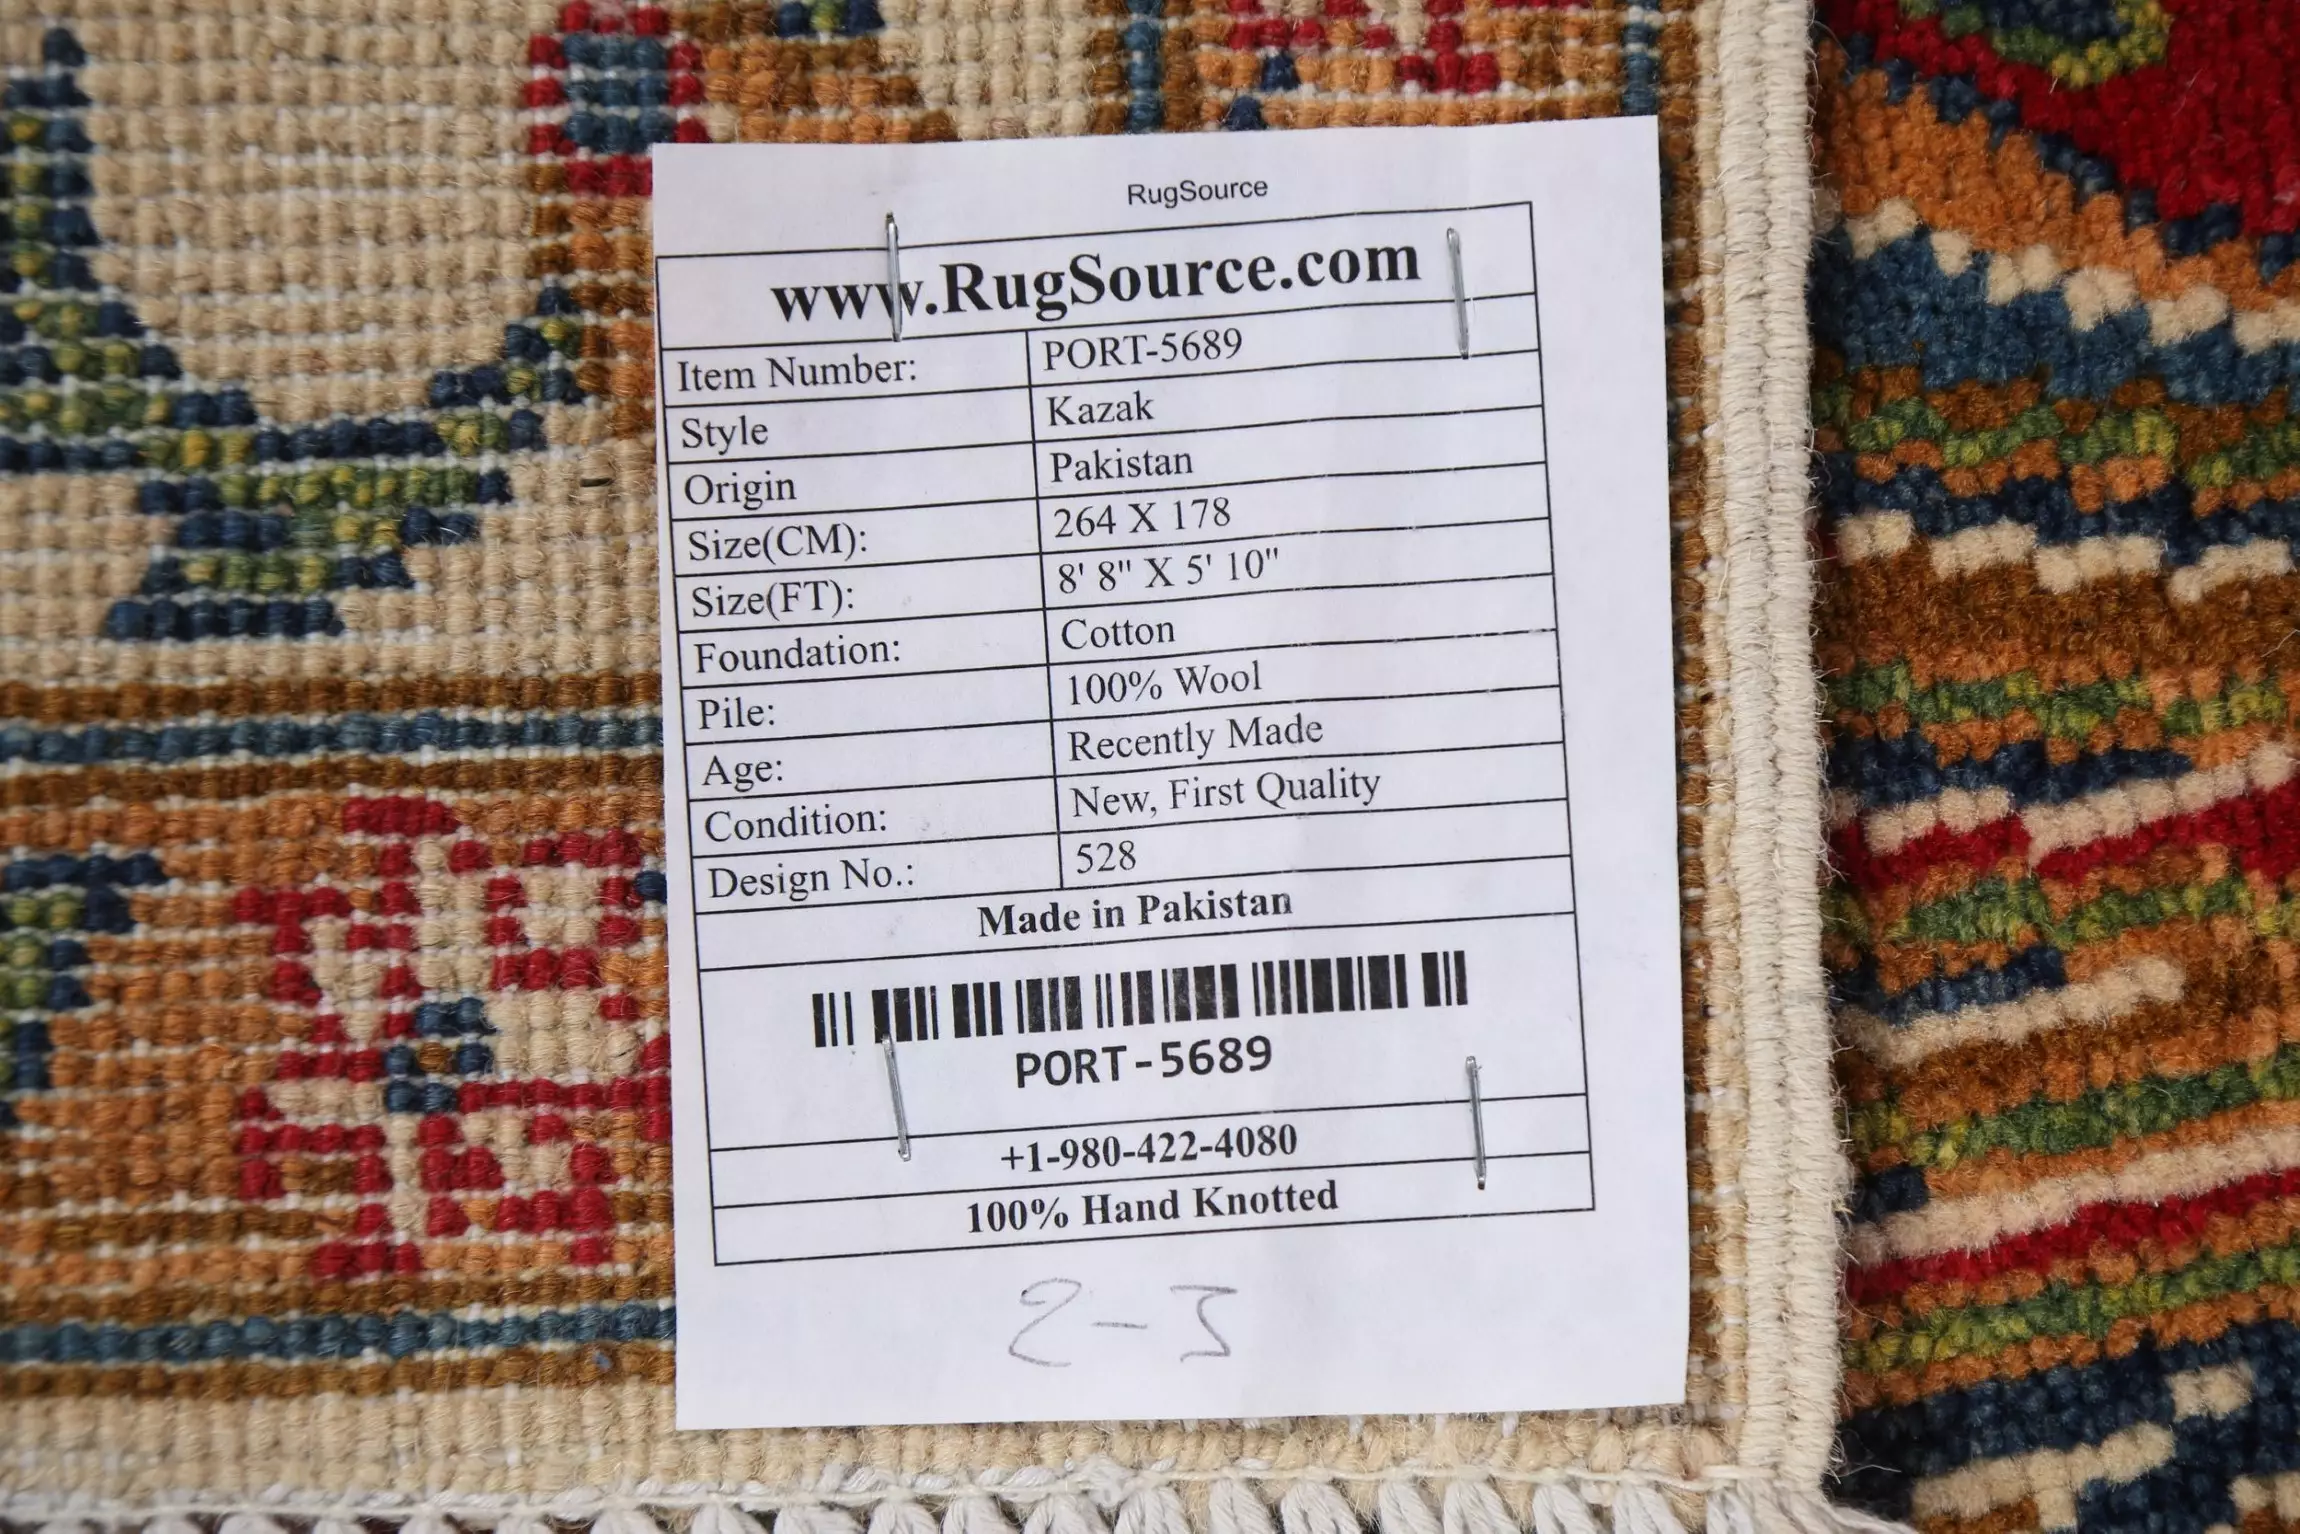 RugSource
www.RugSource.com
Item Number: PORT-5689
Style Kazak
Origin Pakistan
Size(CM): 264 X 178
Size(FT): 8' 8" X 5' 10"
Foundation: Cotton
Pile: 100% Wool
Age: Recently Made
Condition: New, First Quality
Design No.: 528
Made in Pakistan
PORT-5689
+1-980-422-4080
100% Hand Knotted
2-3